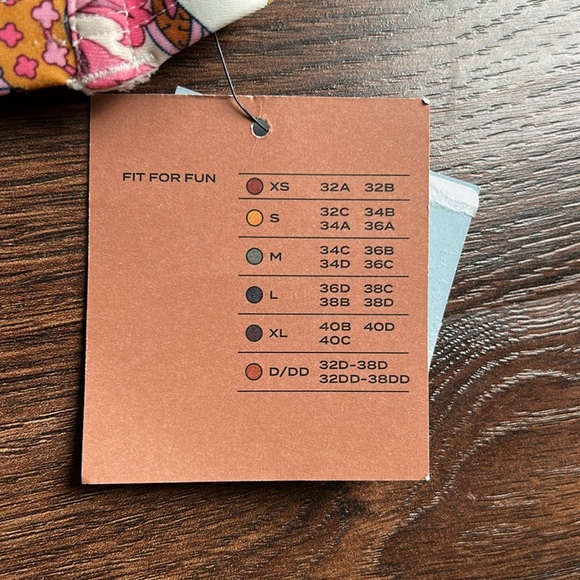 FIT FOR FUN
XS 32A 32B
S 32C 34B
34A 36A
M 34C 36B
34D 36C
L 36D 38C
38B 38D
XL 40B 40D
40C
D/DD 32D-38D
32DD-38DD